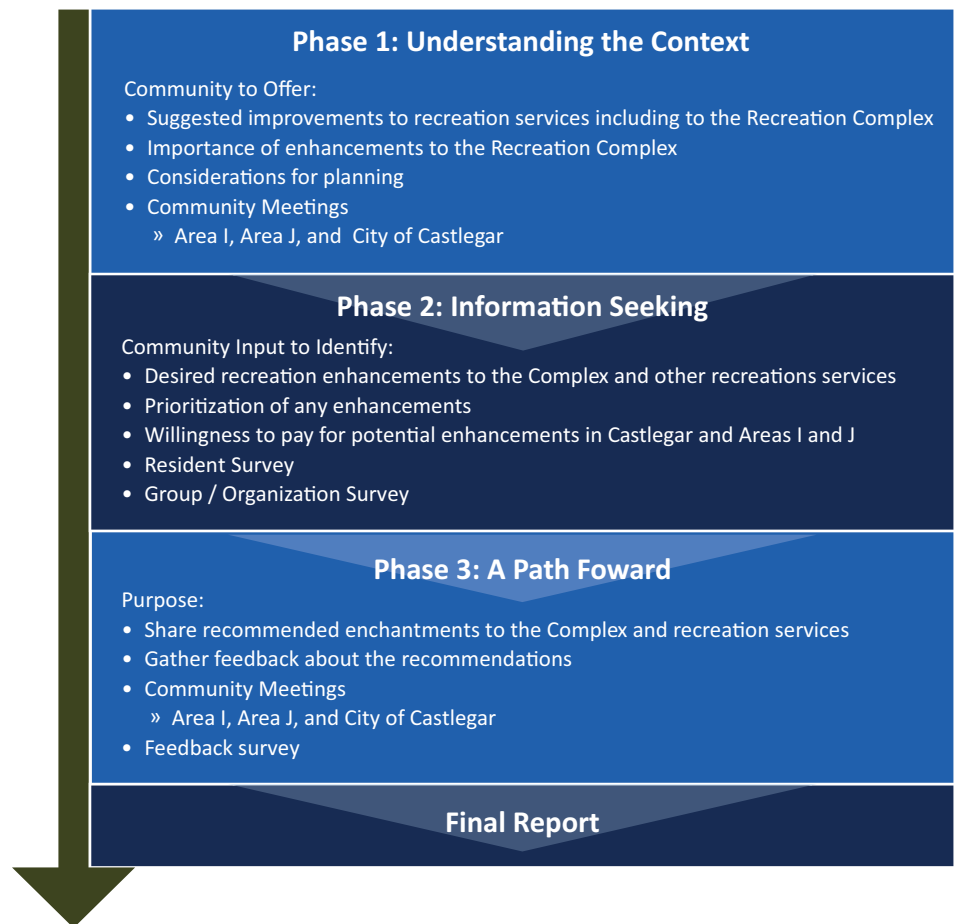 Phase 1: Understanding the Context
Community to Offer:
• Suggested improvements to recreation services including to the Recreation Complex
• Importance of enhancements to the Recreation Complex
• Considerations for planning
• Community Meetings
» Area I, Area J, and City of Castlegar
Phase 2: Information Seeking
Community Input to Identify:
• Desired recreation enhancements to the Complex and other recreations services
• Prioritization of any enhancements
• Willingness to pay for potential enhancements in Castlegar and Areas I and J
• Resident Survey
• Group / Organization Survey
Phase 3: A Path Foward
Purpose:
• Share recommended enchantments to the Complex and recreation services
• Gather feedback about the recommendations
• Community Meetings
» Area I, Area J, and City of Castlegar
• Feedback survey
Final Report